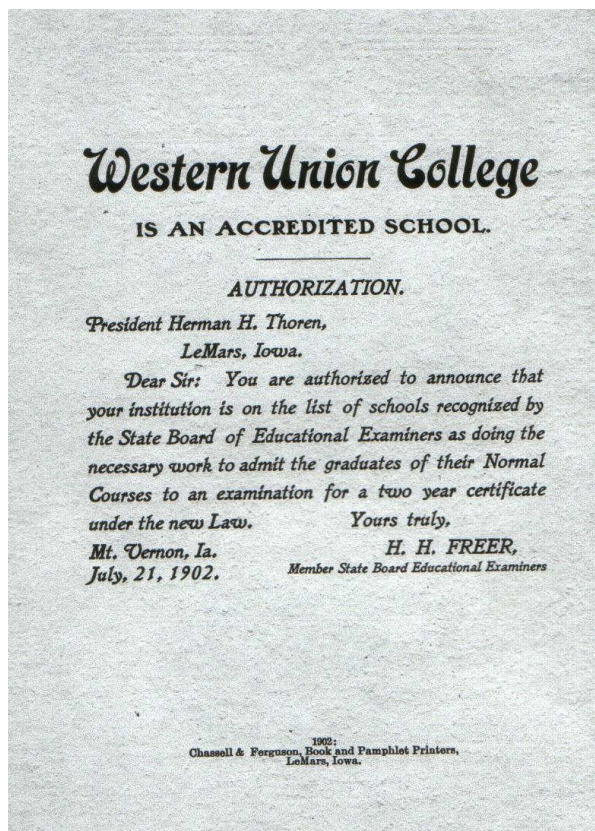 Western Union College
IS AN ACCREDITED SCHOOL.
AUTHORIZATION.
President Herman H. Thoren,
LeMars, Iowa.
Dear Sir: You are authorized to announce that
your institution is on the list of schools recognized by
the State Board of Educational Examiners as doing the
necessary work to admit the graduates of their Normal
Courses to an examination for a two year certificate
under the new Law. Yours truly,
Mt. Vernon, Ia. H. H. FREER,
July, 21, 1902. Member State Board Educational Examiners
1902:
Chassell & Ferguson, Book and Pamphlet Printers,
LeMars, Iowa.